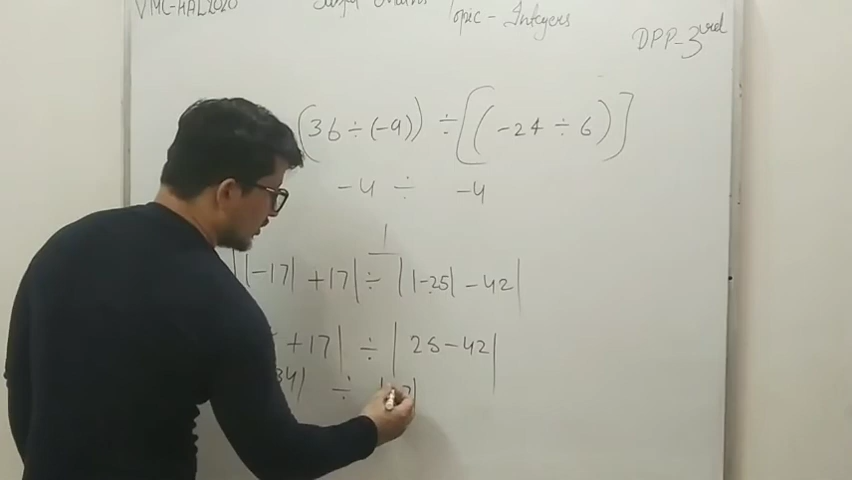 VMC-HAL2020 Topic - Integers DPP-3rd
(36 ÷ (-9)) ÷ [(-24 ÷ 6)]
-4 ÷ -4
1
||-17| + 17| ÷ ||-25| - 42|
+ 17| ÷ | 25 - 42|
34| ÷